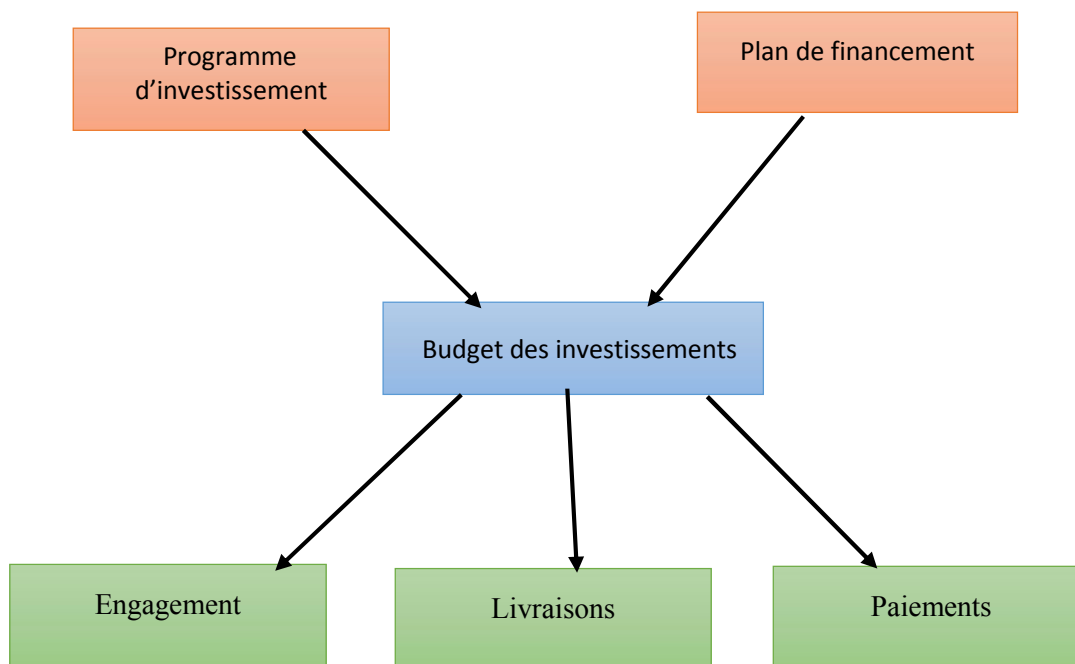 Programme
d’investissement
Plan de financement
Budget des investissements
Engagement
Livraisons
Paiements